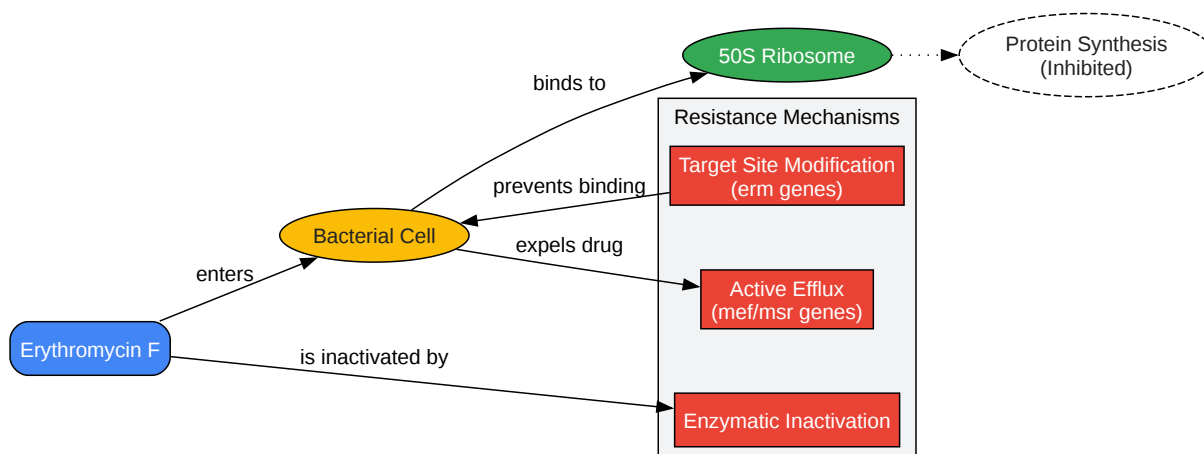 50S Ribosome
Protein Synthesis
(Inhibited)
binds to
Resistance Mechanisms
Target Site Modification
(erm genes)
prevents binding
Bacterial Cell
expels drug
enters
Active Efflux
(mef/msr genes)
Erythromycin F
is inactivated by
Enzymatic Inactivation